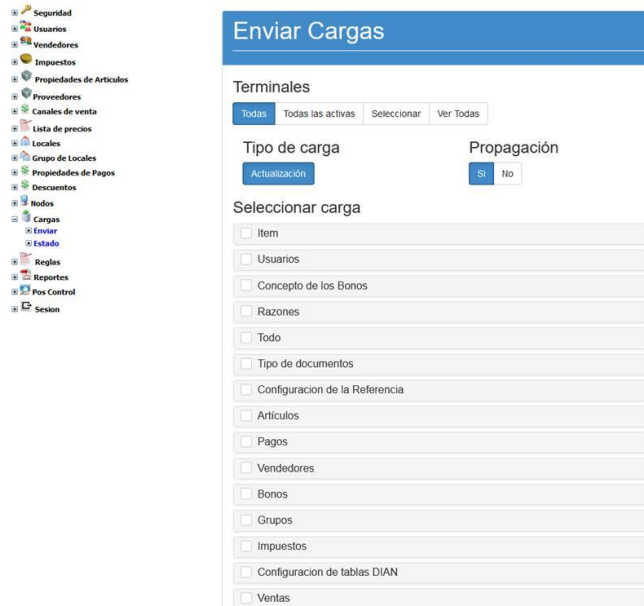 Seguridad
Usuarios
Vendedores
Impuestos
Propiedades de Articulos
Proveedores
Canales de venta
Lista de precios
Locales
Grupo de Locales
Propiedades de Pagos
Descuentos
Nodos
Cargas
Enviar
Estado
Reglas
Reportes
Pos Control
Sesion
Enviar Cargas
Terminales
Todas Todas las activas Seleccionar Ver Todas
Tipo de carga Propagación
Actualización Si No
Seleccionar carga
Item
Usuarios
Concepto de los Bonos
Razones
Todo
Tipo de documentos
Configuracion de la Referencia
Artículos
Pagos
Vendedores
Bonos
Grupos
Impuestos
Configuracion de tablas DIAN
Ventas